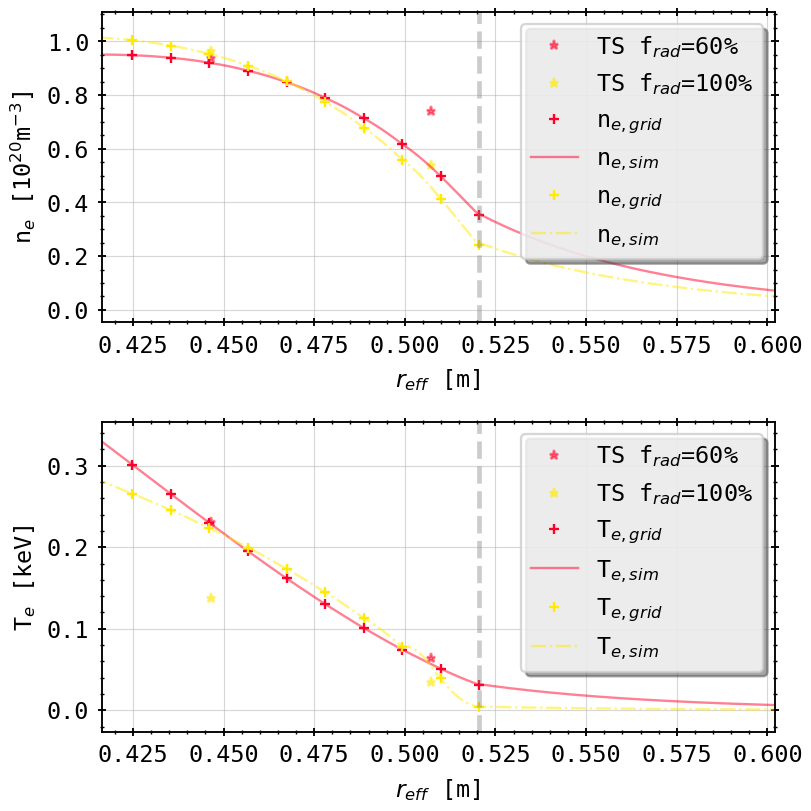 n_e [10^20 m^-3]
1.0
0.8
0.6
0.4
0.2
0.0
TS f_rad=60%
TS f_rad=100%
n_e,grid
n_e,sim
n_e,grid
n_e,sim
0.425 0.450 0.475 0.500 0.525 0.550 0.575 0.600
r_eff [m]
T_e [keV]
0.3
0.2
0.1
0.0
TS f_rad=60%
TS f_rad=100%
T_e,grid
T_e,sim
T_e,grid
T_e,sim
0.425 0.450 0.475 0.500 0.525 0.550 0.575 0.600
r_eff [m]